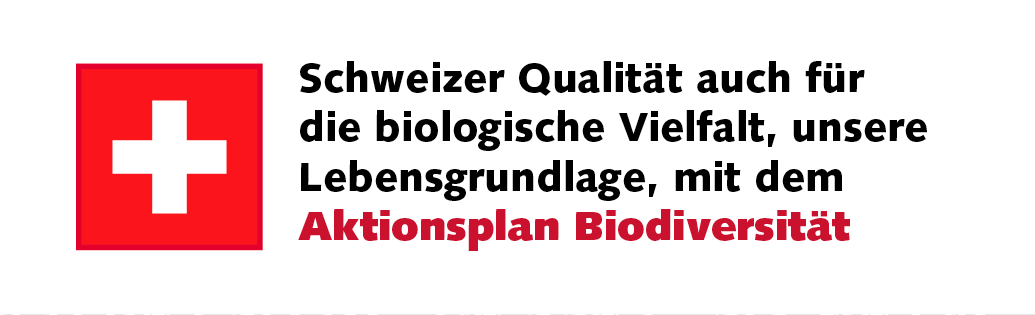 Schweizer Qualität auch für
die biologische Vielfalt, unsere
Lebensgrundlage, mit dem
Aktionsplan Biodiversität